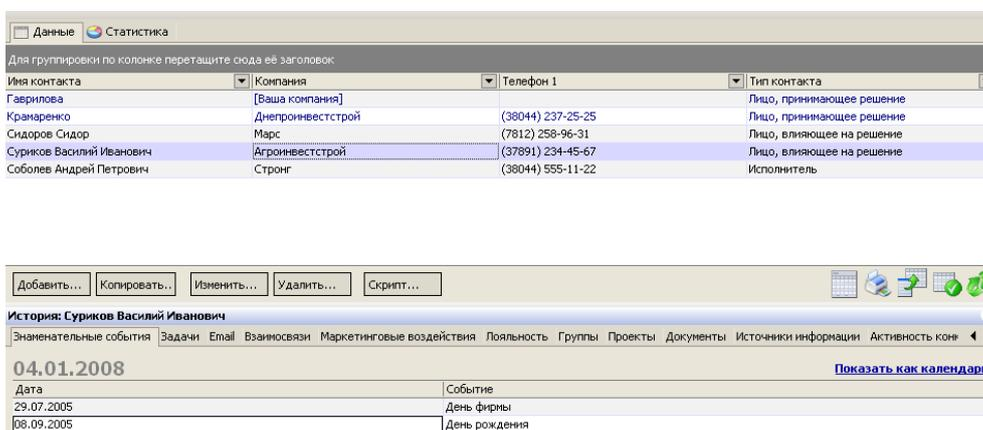 Данные Статистика
Для группировки по колонке перетащите сюда её заголовок
Имя контакта Компания Телефон 1 Тип контакта
Гаврилова [Ваша компания] Лицо, принимающее решение
Крамаренко Днепроинвестстрой (38044) 237-25-25 Лицо, принимающее решение
Сидоров Сидор Марс (7812) 258-96-31 Лицо, влияющее на решение
Суриков Василий Иванович Агроинвестстрой (37891) 234-45-67 Лицо, влияющее на решение
Соболев Андрей Петрович Стронг (38044) 555-11-22 Исполнитель
Добавить... Копировать.. Изменить... Удалить... Скрипт...
История: Суриков Василий Иванович
Знаменательные события Задачи Email Взаимосвязи Маркетинговые воздействия Лояльность Группы Проекты Документы Источники информации Активность конк
04.01.2008 Показать как календарь
Дата Событие
29.07.2005 День фирмы
08.09.2005 День рождения